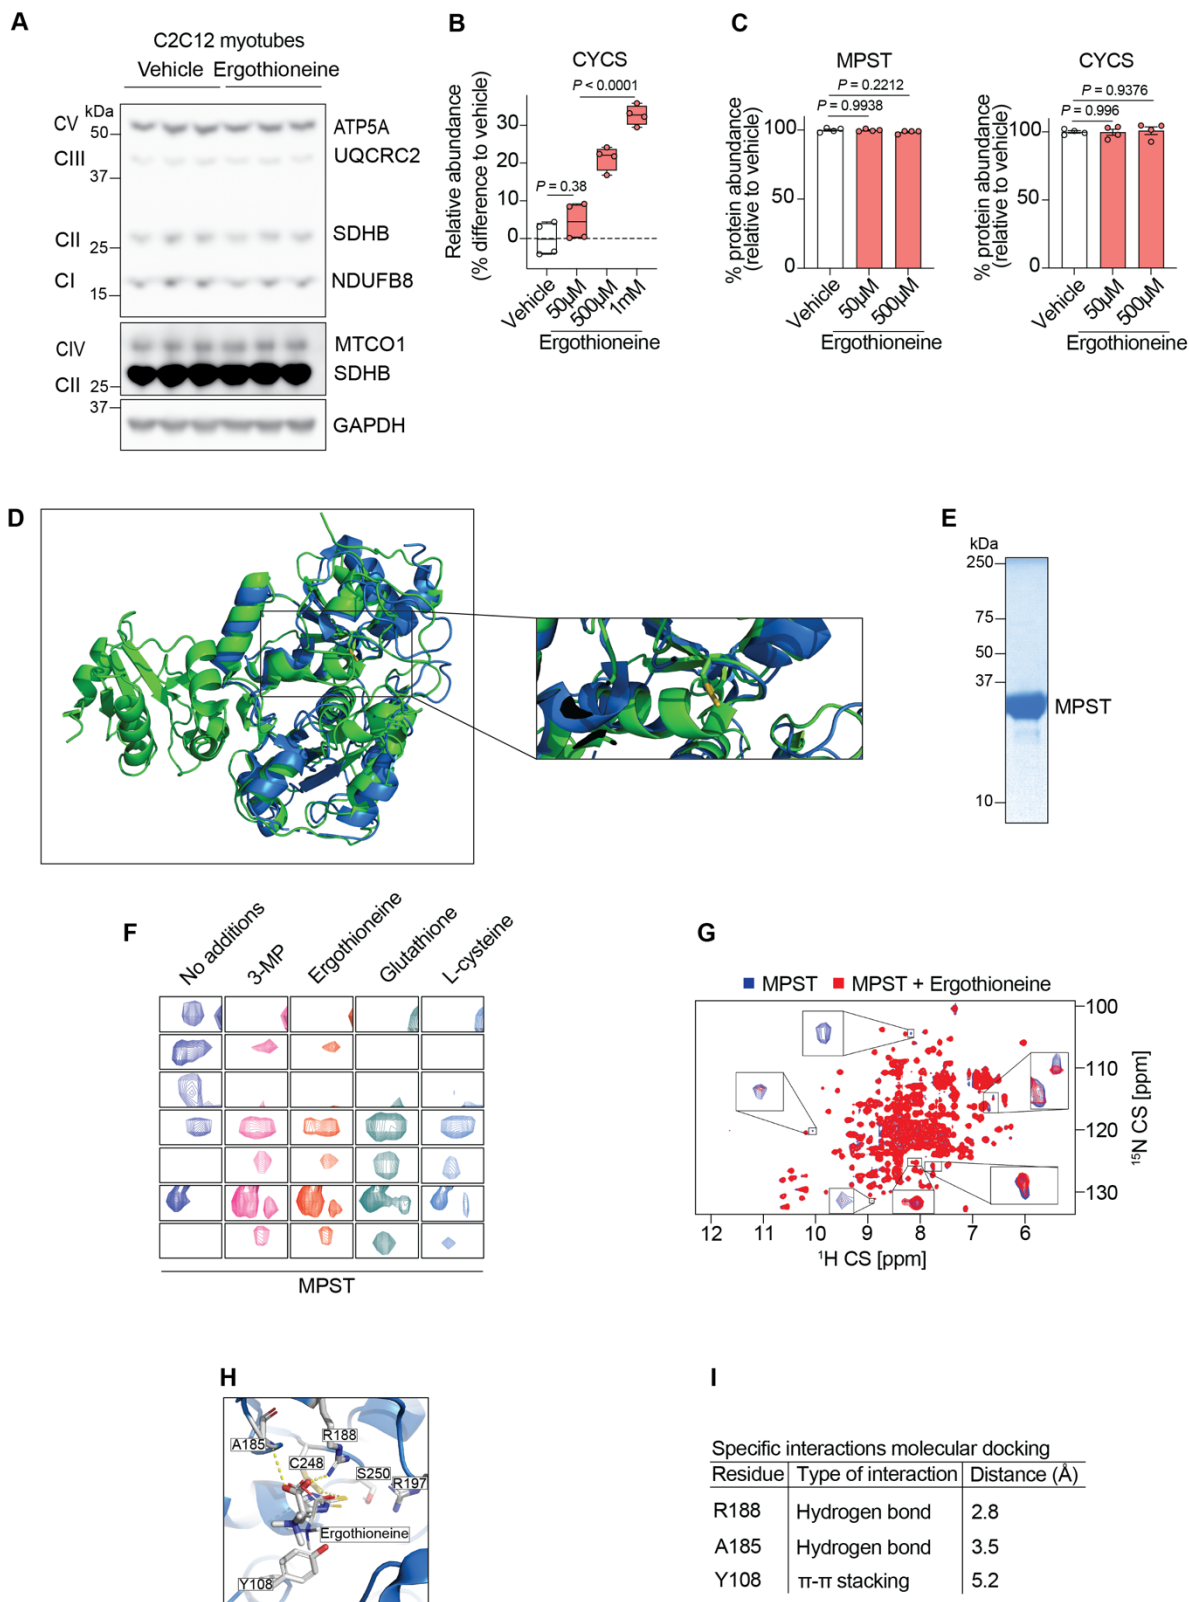 A
C2C12 myotubes
Vehicle Ergothioneine
kDa
CV
50
ATP5A
CIII
UQCRC2
37
CII
SDHB
25
CI
NDUFB8
15
CIV
MTCO1
CII 25
SDHB
37
GAPDH
B
CYCS
P < 0.0001
P = 0.38
Relative abundance
(% difference to vehicle)
30
20
10
0
Vehicle
50µM
500µM
1mM
Ergothioneine
C
MPST
P = 0.2212
P = 0.9938
% protein abundance
(relative to vehicle)
100
50
0
Vehicle
50µM
500µM
Ergothioneine
CYCS
P = 0.9376
P = 0.996
% protein abundance
(relative to vehicle)
100
50
0
Vehicle
50µM
500µM
Ergothioneine
D
E
kDa
250
75
50
37
MPST
10
F
No additions
3-MP
Ergothioneine
Glutathione
L-cysteine
MPST
G
MPST MPST + Ergothioneine
100
110
120
130
15N CS [ppm]
12 11 10 9 8 7 6
1H CS [ppm]
H
A185
R188
C248
S250
R197
Ergothioneine
Y108
I
Specific interactions molecular docking
Residue Type of interaction Distance (Å)
R188 Hydrogen bond 2.8
A185 Hydrogen bond 3.5
Y108 π-π stacking 5.2